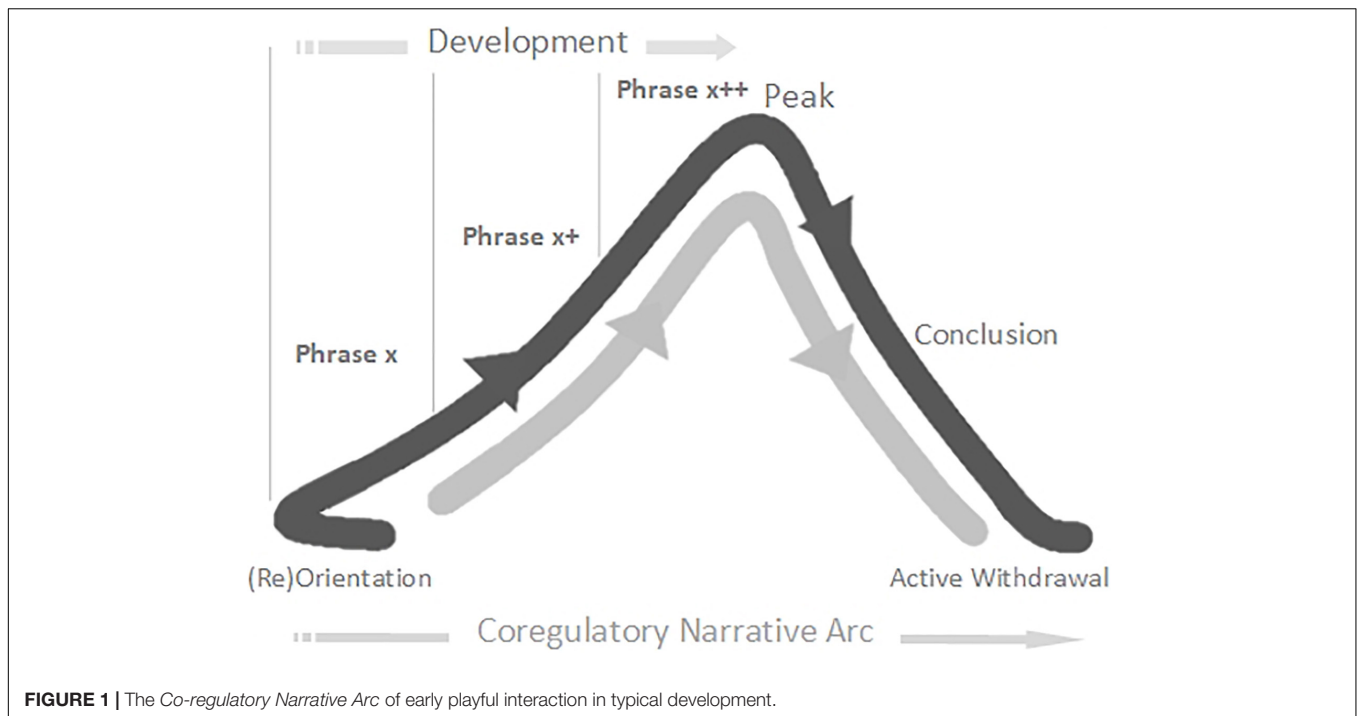 Development
Phrase x++ Peak
Phrase x+
Phrase x
Conclusion
(Re)Orientation
Active Withdrawal
Coregulatory Narrative Arc
FIGURE 1 | The Co-regulatory Narrative Arc of early playful interaction in typical development.